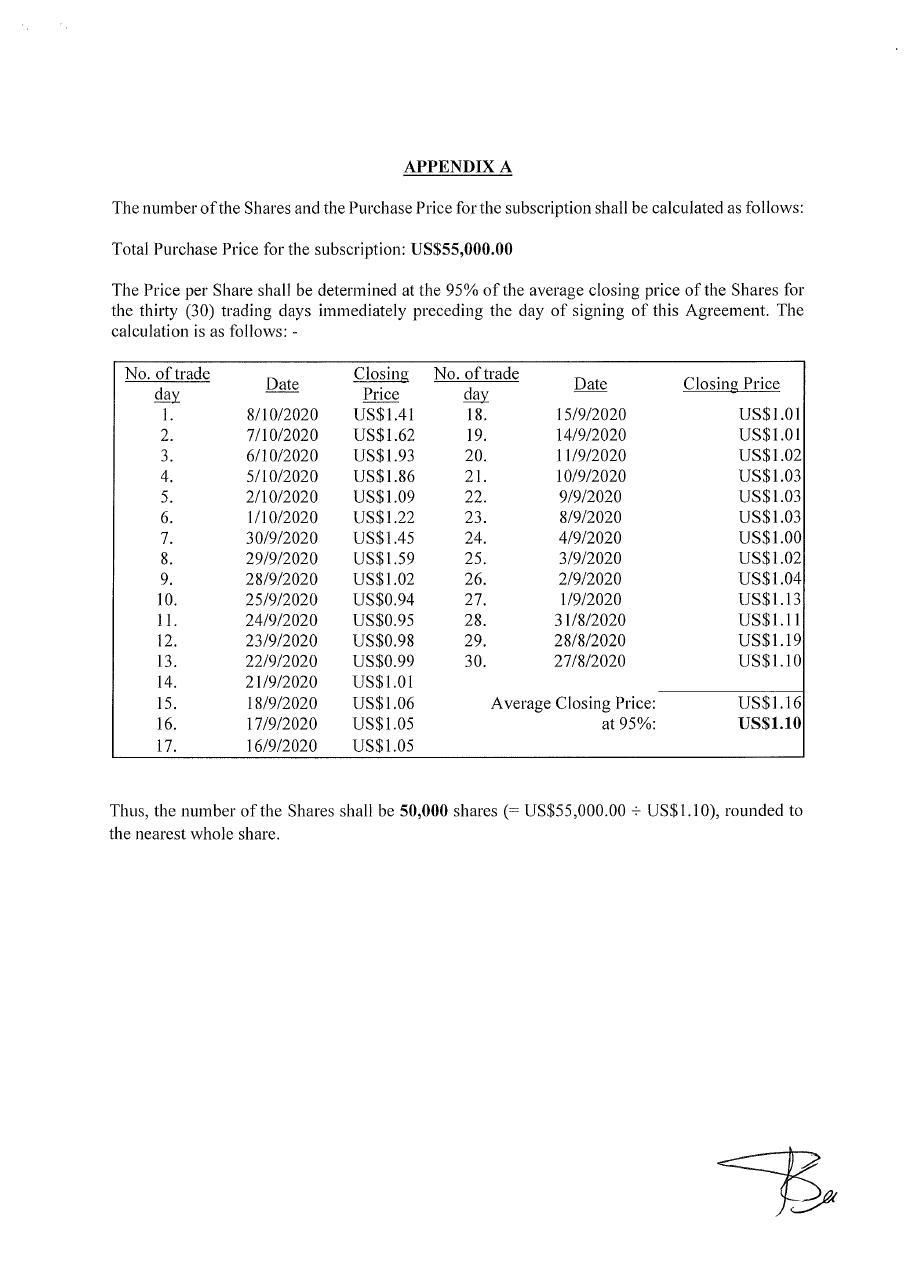 APPENDIX A
The number of the Shares and the Purchase Price for the subscription shall be calculated as follows:
Total Purchase Price for the subscription: US$55,000.00
The Price per Share shall be determined at the 95% of the average closing price of the Shares for
the thirty (30) trading days immediately preceding the day of signing of this Agreement. The
calculation is as follows: -
No. of trade day Date Closing Price No. of trade day Date Closing Price
1. 8/10/2020 US$1.41 18. 15/9/2020 US$1.01
2. 7/10/2020 US$1.62 19. 14/9/2020 US$1.01
3. 6/10/2020 US$1.93 20. 11/9/2020 US$1.02
4. 5/10/2020 US$1.86 21. 10/9/2020 US$1.03
5. 2/10/2020 US$1.09 22. 9/9/2020 US$1.03
6. 1/10/2020 US$1.22 23. 8/9/2020 US$1.03
7. 30/9/2020 US$1.45 24. 4/9/2020 US$1.00
8. 29/9/2020 US$1.59 25. 3/9/2020 US$1.02
9. 28/9/2020 US$1.02 26. 2/9/2020 US$1.04
10. 25/9/2020 US$0.94 27. 1/9/2020 US$1.13
11. 24/9/2020 US$0.95 28. 31/8/2020 US$1.11
12. 23/9/2020 US$0.98 29. 28/8/2020 US$1.19
13. 22/9/2020 US$0.99 30. 27/8/2020 US$1.10
14. 21/9/2020 US$1.01
15. 18/9/2020 US$1.06 Average Closing Price: US$1.16
16. 17/9/2020 US$1.05 at 95%: US$1.10
17. 16/9/2020 US$1.05
Thus, the number of the Shares shall be 50,000 shares (= US$55,000.00 ÷ US$1.10), rounded to
the nearest whole share.